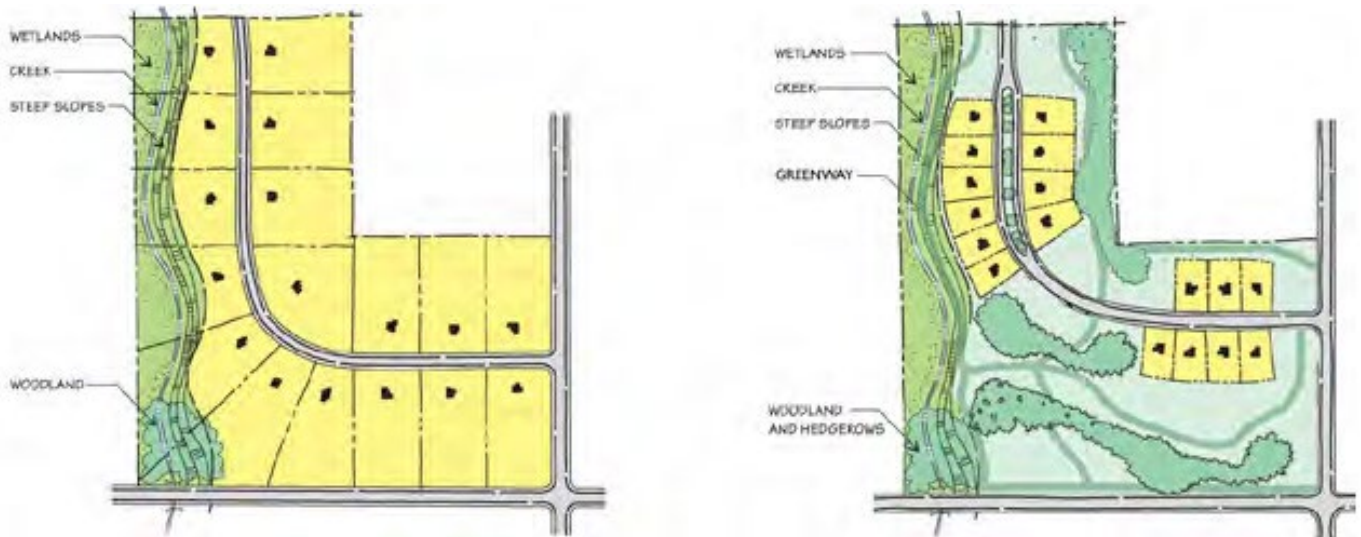 WETLANDS
CREEK
STEEP SLOPES
WOODLAND
WETLANDS
CREEK
STEEP SLOPES
GREENWAY
WOODLAND
AND HEDGEROWS